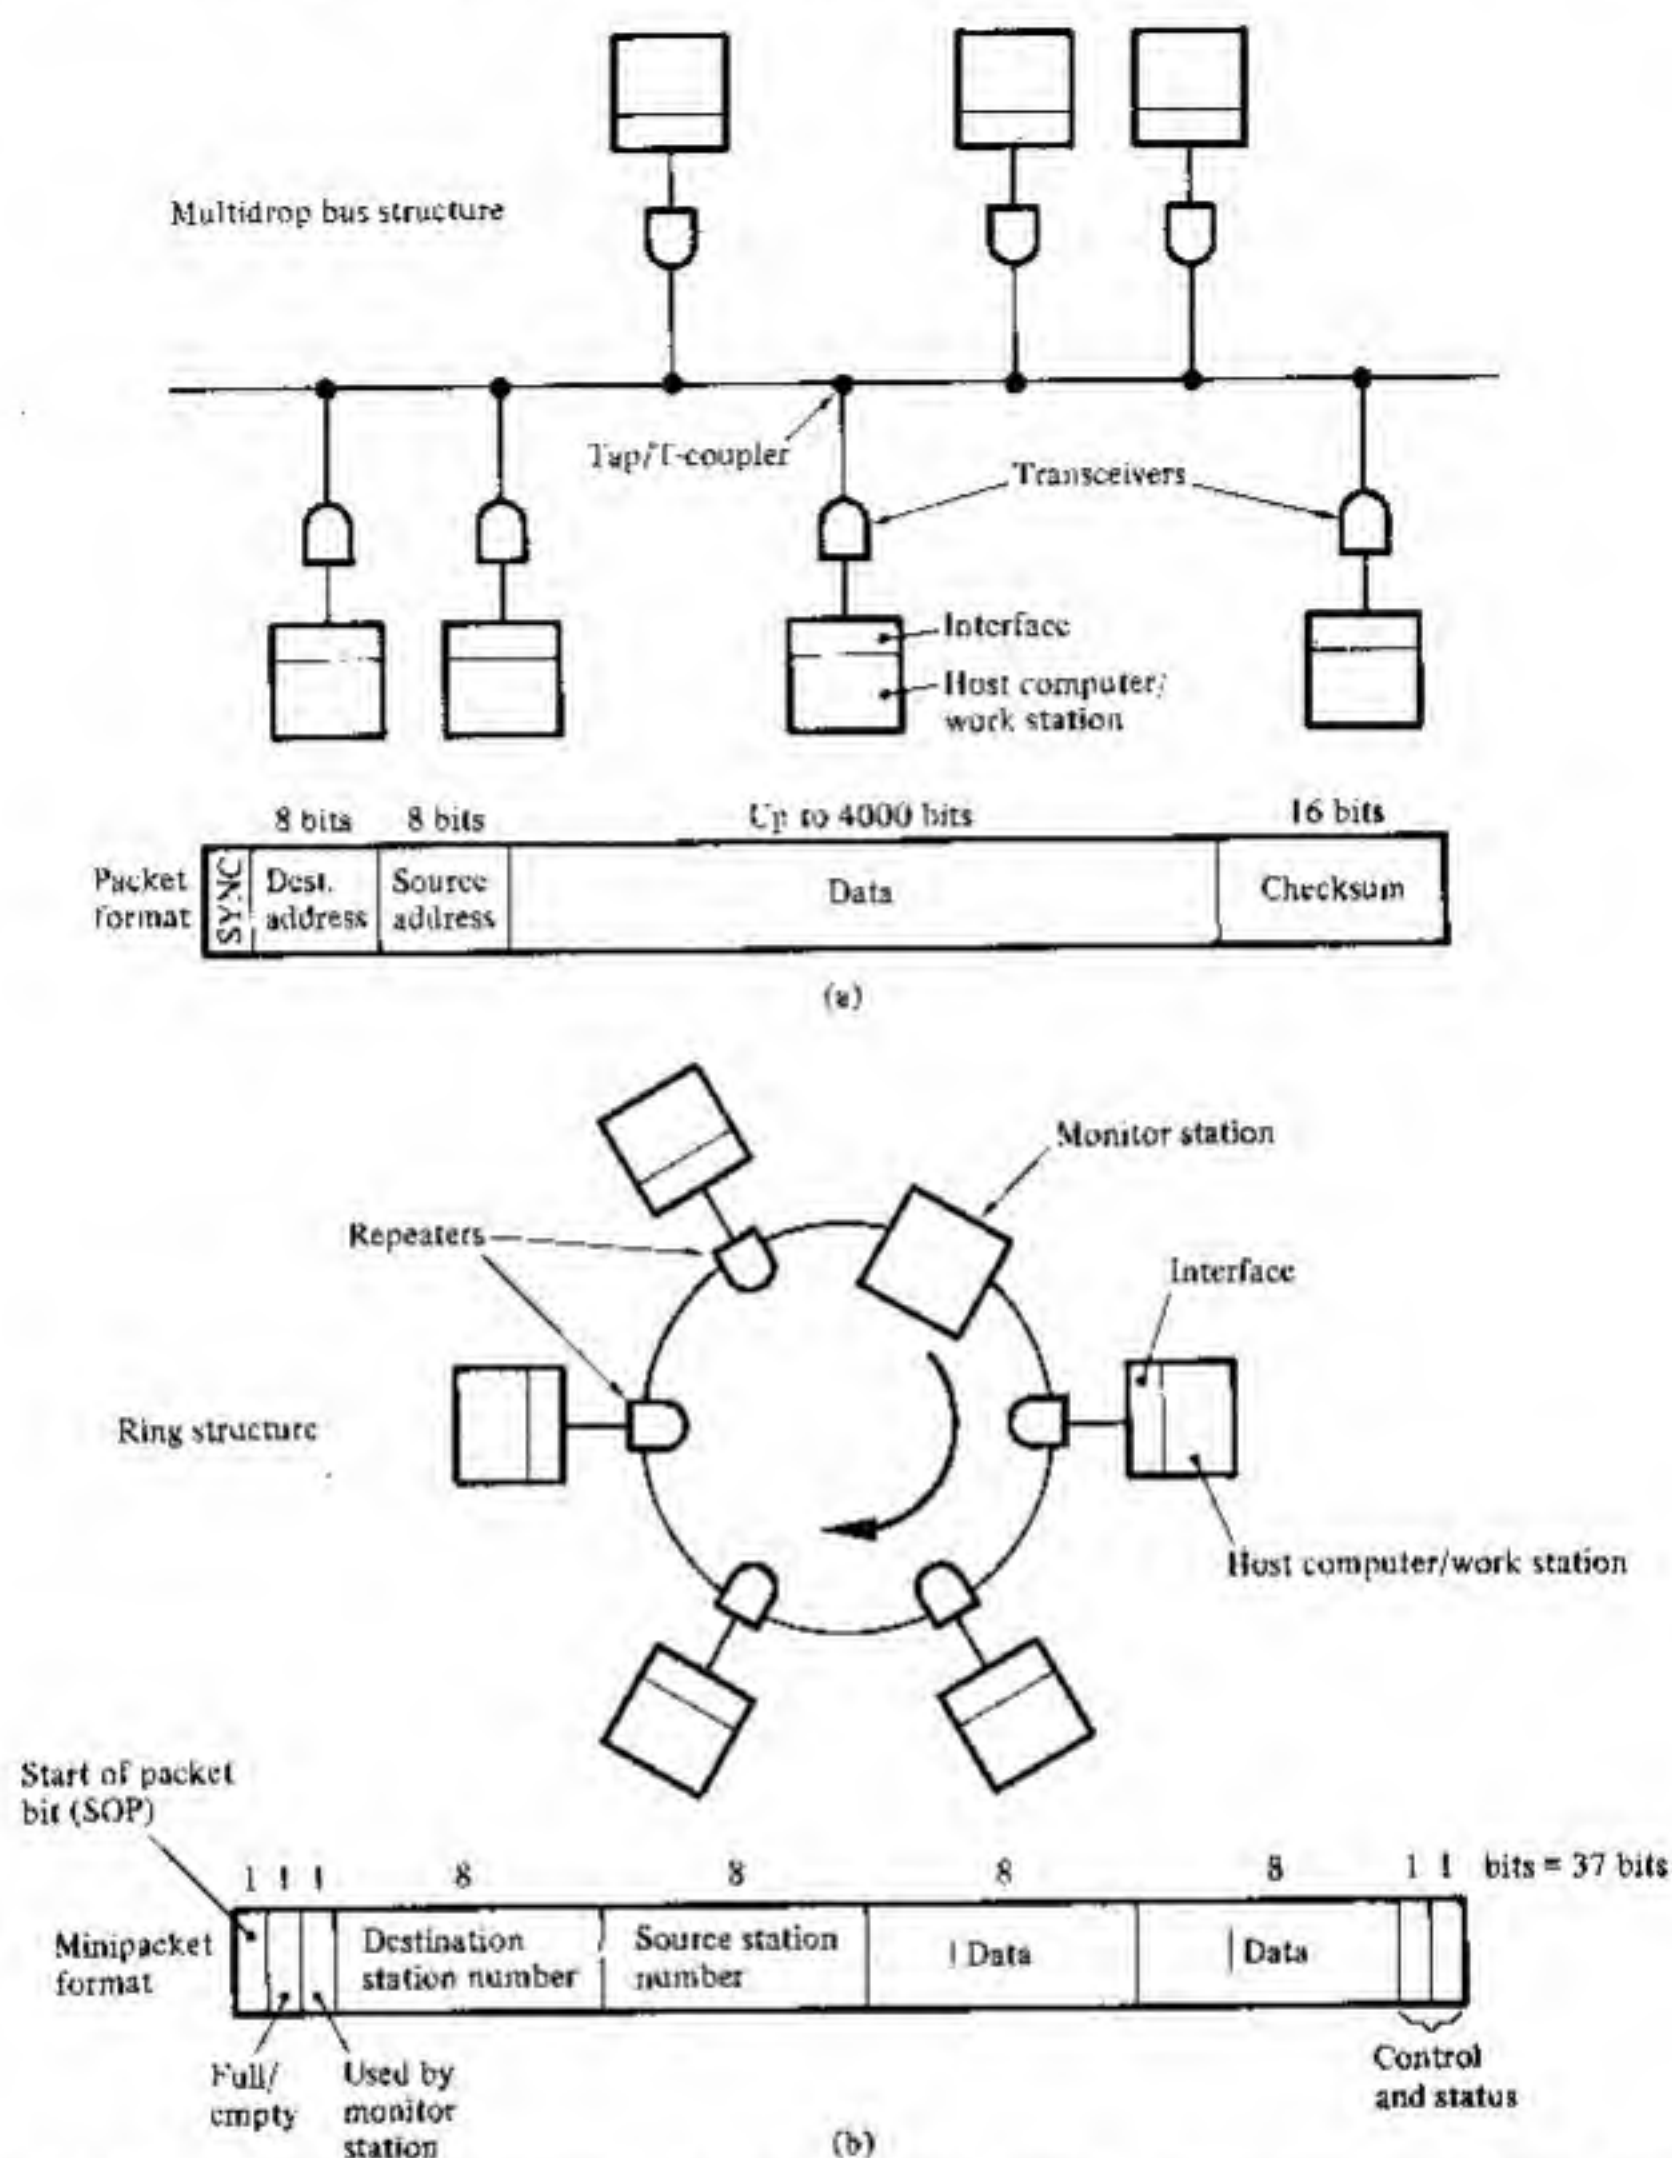 Multidrop bus structure
Tap/T-coupler
Transceivers
Interface
Host computer/
work station
8 bits 8 bits Up to 4000 bits 16 bits
Packet
format
SYNC
Dest.
address
Source
address
Data
Checksum
(a)
Monitor station
Repeaters
Interface
Ring structure
Host computer/work station
Start of packet
bit (SOP)
1 1 1 8 8 8 8 1 1 bits = 37 bits
Minipacket
format
Destination
station number
Source station
number
Data
Data
Full/
empty
Used by
monitor
station
Control
and status
(b)